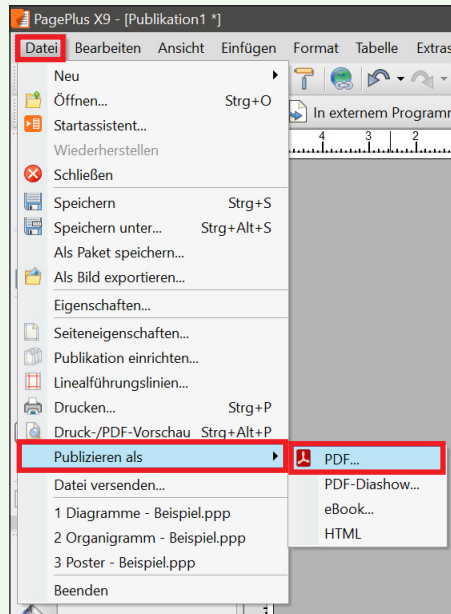 PagePlus X9 - [Publikation1 *]
Datei Bearbeiten Ansicht Einfügen Format Tabelle Extras
Neu
Öffnen... Strg+O
In externem Programm
Startassistent...
4 3 2
Wiederherstellen
Schließen
Speichern Strg+S
Speichern unter... Strg+Alt+S
Als Paket speichern...
Als Bild exportieren...
Eigenschaften...
Seiteneigenschaften...
Publikation einrichten...
Linealführungslinien...
Drucken... Strg+P
Druck-/PDF-Vorschau Strg+Alt+P
Publizieren als
PDF...
Datei versenden...
PDF-Diashow...
1 Diagramme - Beispiel.ppp
eBook...
2 Organigramm - Beispiel.ppp
HTML
3 Poster - Beispiel.ppp
Beenden